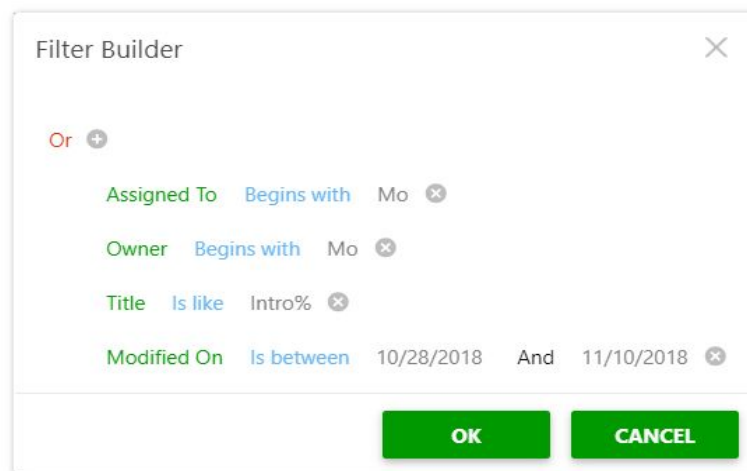 Filter Builder
Or
Assigned To Begins with Mo
Owner Begins with Mo
Title Is like Intro%
Modified On Is between 10/28/2018 And 11/10/2018
OK CANCEL